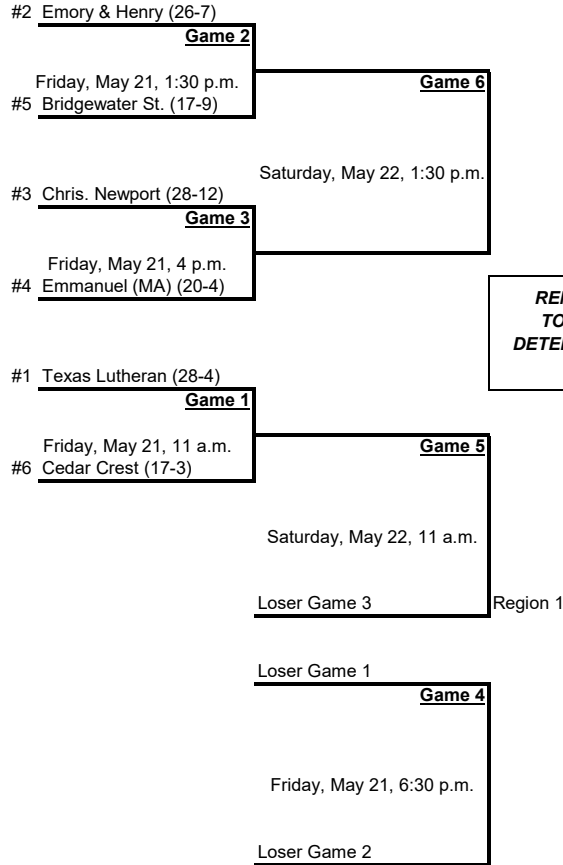 #2 Emory & Henry (26-7)
Game 2
Friday, May 21, 1:30 p.m.
Game 6
#5 Bridgewater St. (17-9)
Saturday, May 22, 1:30 p.m.
#3 Chris. Newport (28-12)
Game 3
Friday, May 21, 4 p.m.
#4 Emmanuel (MA) (20-4)
TO
#1 Texas Lutheran (28-4)
Game 1
Friday, May 21, 11 a.m.
Game 5
#6 Cedar Crest (17-3)
Saturday, May 22, 11 a.m.
Loser Game 3
Region 1
Loser Game 1
Game 4
Friday, May 21, 6:30 p.m.
Loser Game 2